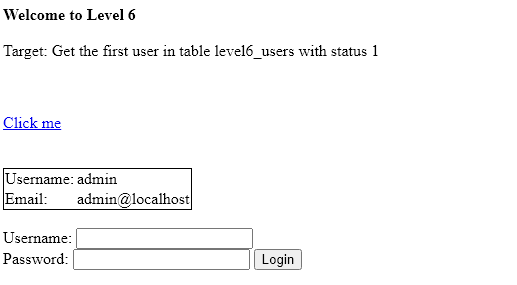 Welcome to Level 6
Target: Get the first user in table level6_users with status 1
Click me
Username: admin
Email: admin@localhost
Username:
Password: Login